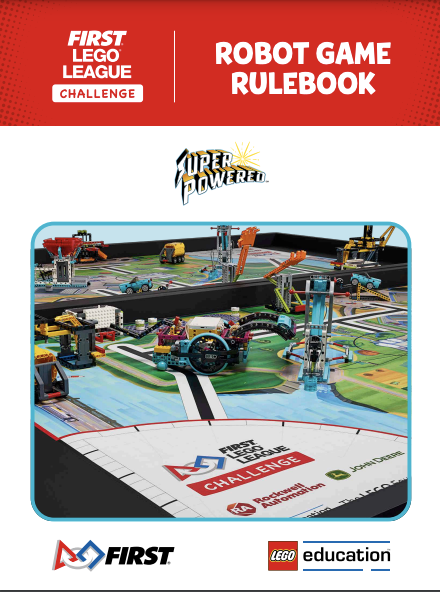 FIRST
LEGO
LEAGUE
CHALLENGE
ROBOT GAME
RULEBOOK
SUPER
POWERED
FIRST
LEGO
LEAGUE
CHALLENGE
RA Rockwell
Automation
JOHN DEERE
FIRST
LEGO education